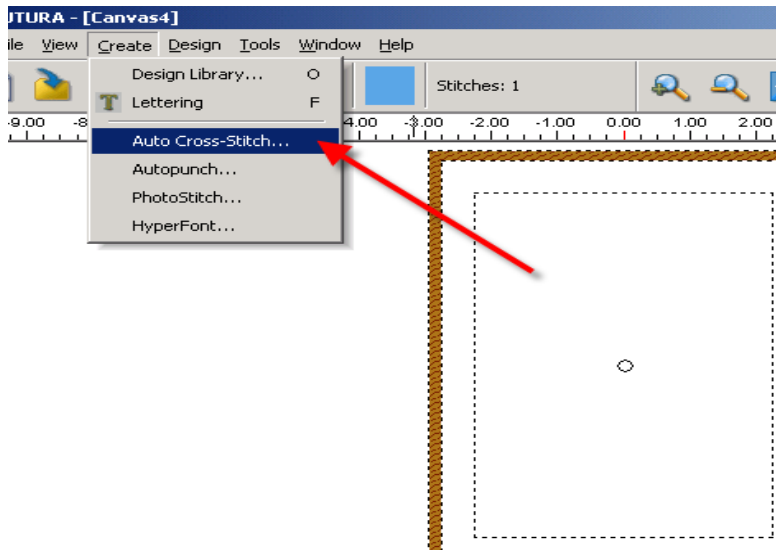 UTURA - [Canvas4]
ile View Create Design Tools Window Help
Design Library... O
Lettering F
Auto Cross-Stitch...
Autopunch...
PhotoStitch...
HyperFont...
Stitches: 1
-9.00 -8 4.00 -3.00 -2.00 -1.00 0.00 1.00 2.00